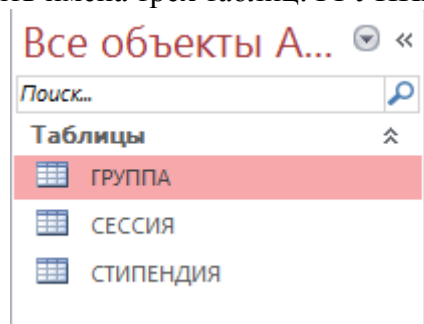 Все объекты A... «
Поиск...
Таблицы
ГРУППА
СЕССИЯ
СТИПЕНДИЯ